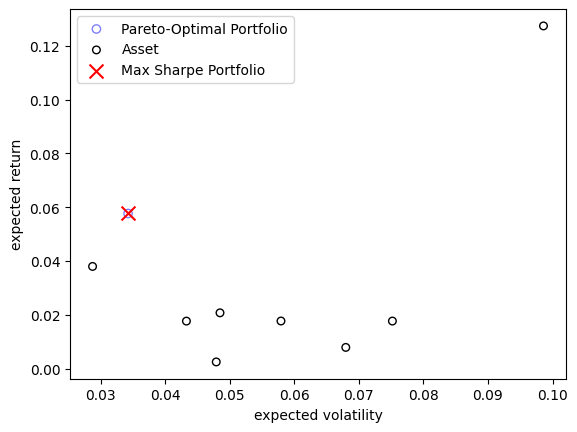 Pareto-Optimal Portfolio
Asset
Max Sharpe Portfolio
0.12
0.10
0.08
0.06
0.04
0.02
0.00
expected return
0.03 0.04 0.05 0.06 0.07 0.08 0.09 0.10
expected volatility